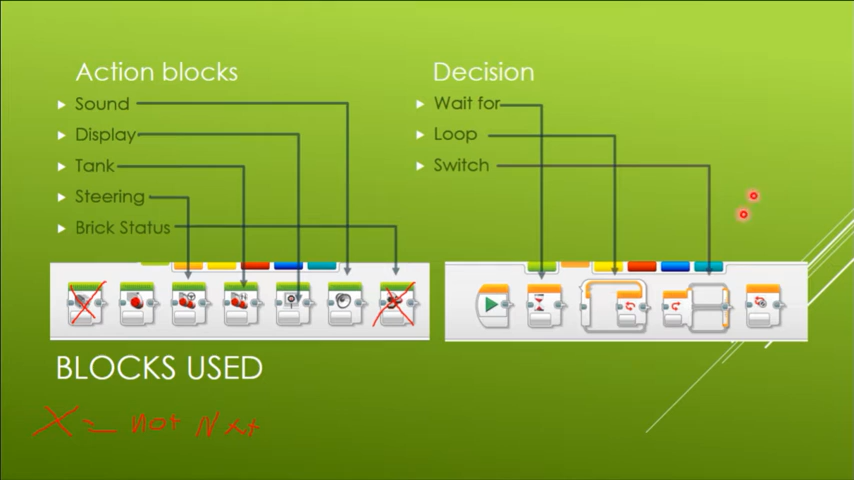 Action blocks
Sound
Display
Tank
Steering
Brick Status
Decision
Wait for
Loop
Switch
BLOCKS USED
X = not Nxt